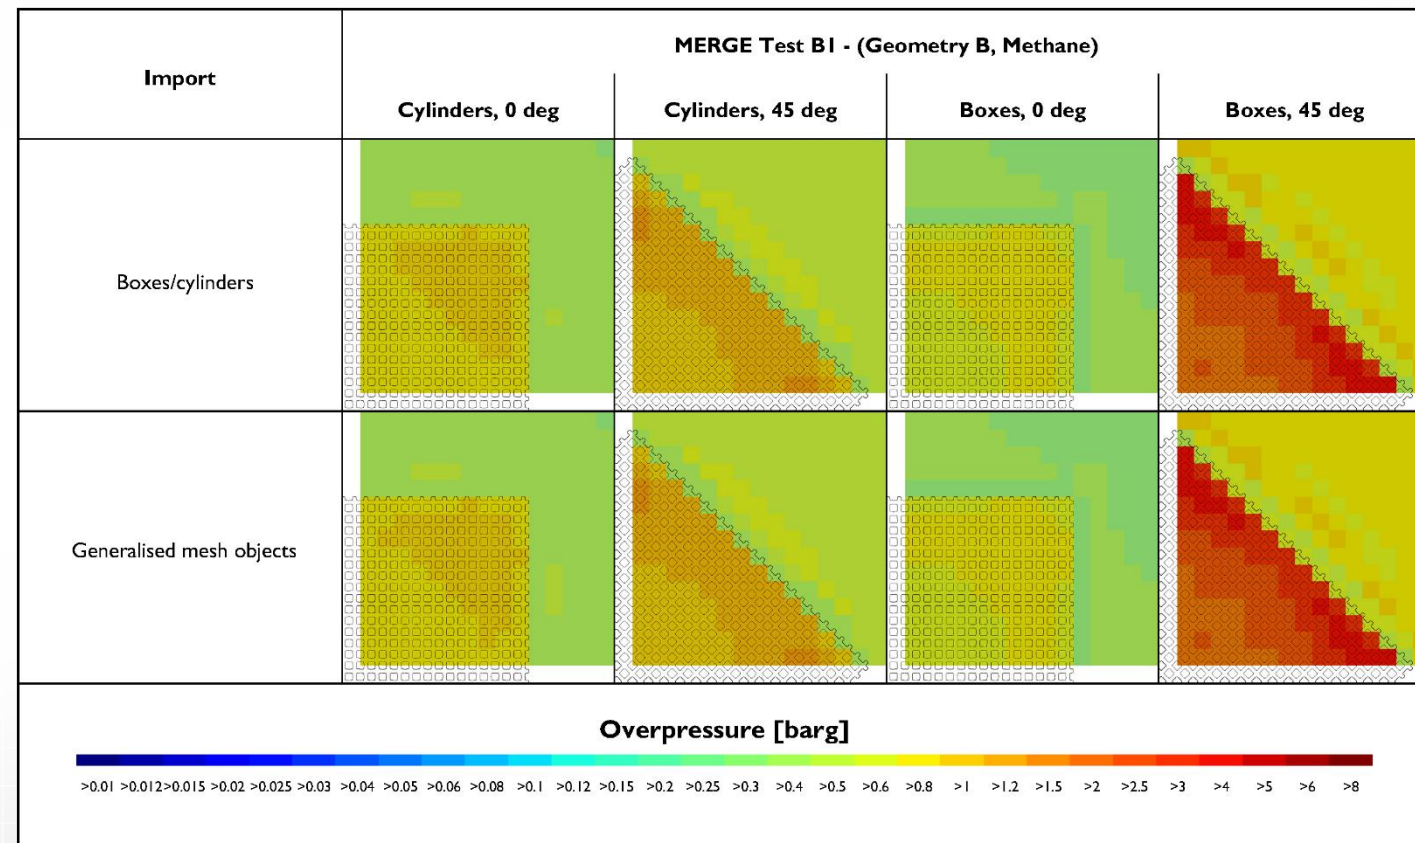 Import
MERGE Test B1 - (Geometry B, Methane)
Cylinders, 0 deg
Cylinders, 45 deg
Boxes, 0 deg
Boxes, 45 deg
Boxes/cylinders
Generalised mesh objects
Overpressure [barg]
>0.01 >0.012 >0.015 >0.02 >0.025 >0.03 >0.04 >0.05 >0.06 >0.08 >0.1 >0.12 >0.15 >0.2 >0.25 >0.3 >0.4 >0.5 >0.6 >0.8 >1 >1.2 >1.5 >2 >2.5 >3 >4 >5 >6 >8